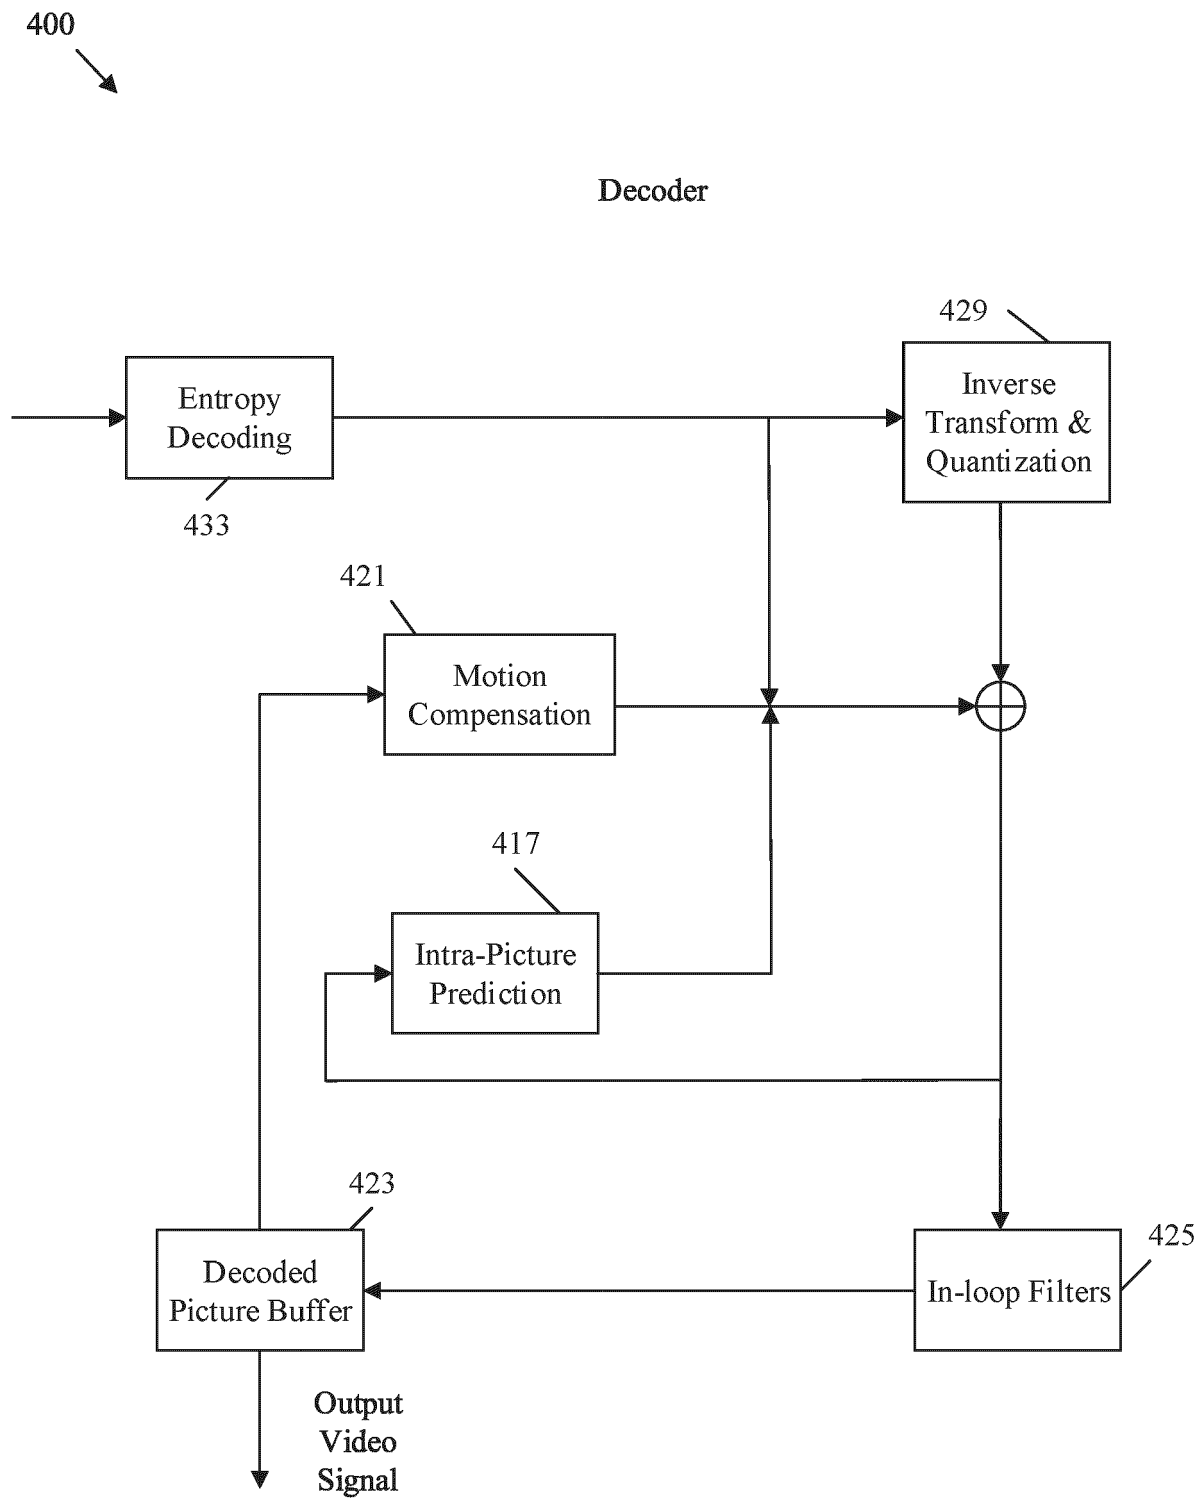 400
Decoder
429
Entropy
Decoding
433
Inverse
Transform &
Quantization
421
Motion
Compensation
417
Intra-Picture
Prediction
423
Decoded
Picture Buffer
425
In-loop Filters
Output
Video
Signal